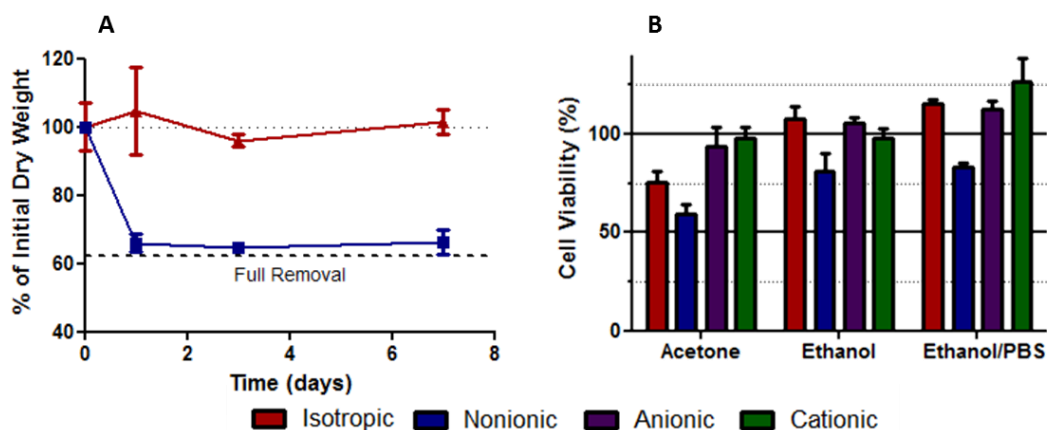 A
% of Initial Dry Weight
120
100
80
60
40
Full Removal
0
2
4
6
8
Time (days)
B
Cell Viability (%)
100
50
0
Acetone
Ethanol
Ethanol/PBS
Isotropic
Nonionic
Anionic
Cationic